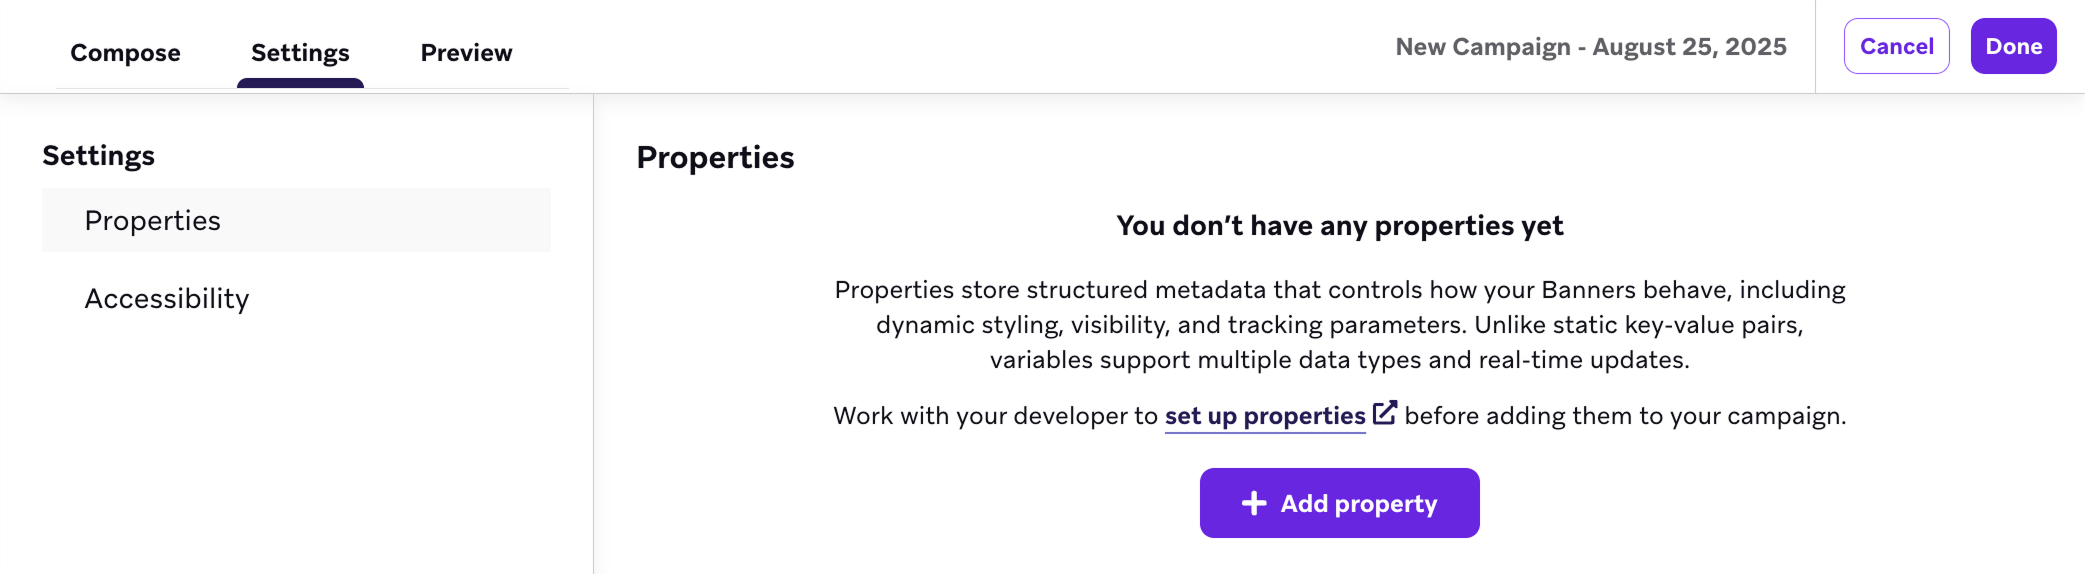 Compose Settings Preview New Campaign - August 25, 2025 Cancel Done
Settings
Properties
Accessibility
Properties
You don’t have any properties yet
Properties store structured metadata that controls how your Banners behave, including
dynamic styling, visibility, and tracking parameters. Unlike static key-value pairs,
variables support multiple data types and real-time updates.
Work with your developer to set up properties before adding them to your campaign.
Add property